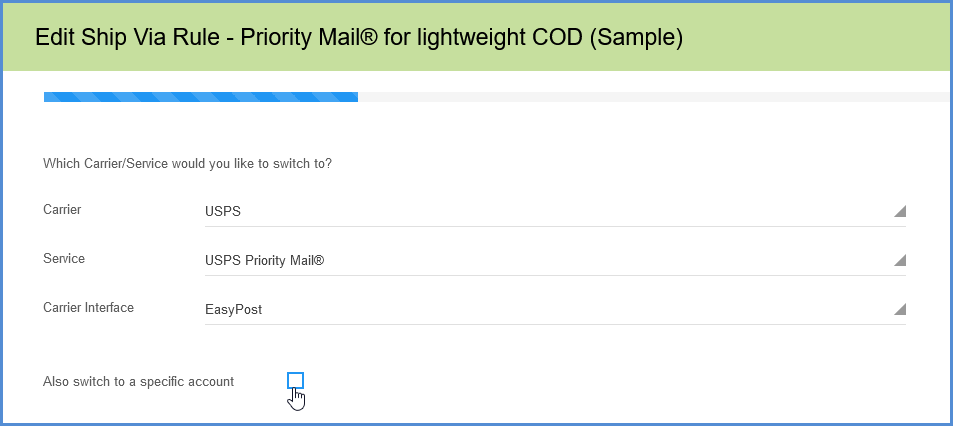 Edit Ship Via Rule - Priority Mail® for lightweight COD (Sample)
Which Carrier/Service would you like to switch to?
Carrier USPS
Service USPS Priority Mail®
Carrier Interface EasyPost
Also switch to a specific account